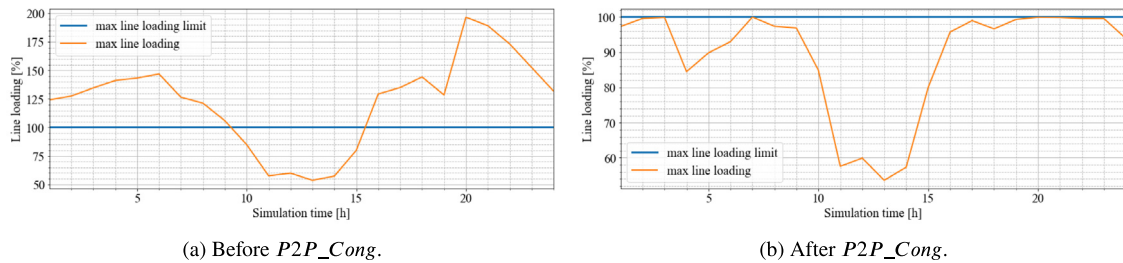 200
175
150
125
100
75
50
Line loading [%]
max line loading limit
max line loading
5
10
15
20
Simulation time [h]
(a) Before P2P_Cong.
100
90
80
70
60
Line loading [%]
max line loading limit
max line loading
5
10
15
20
Simulation time [h]
(b) After P2P_Cong.